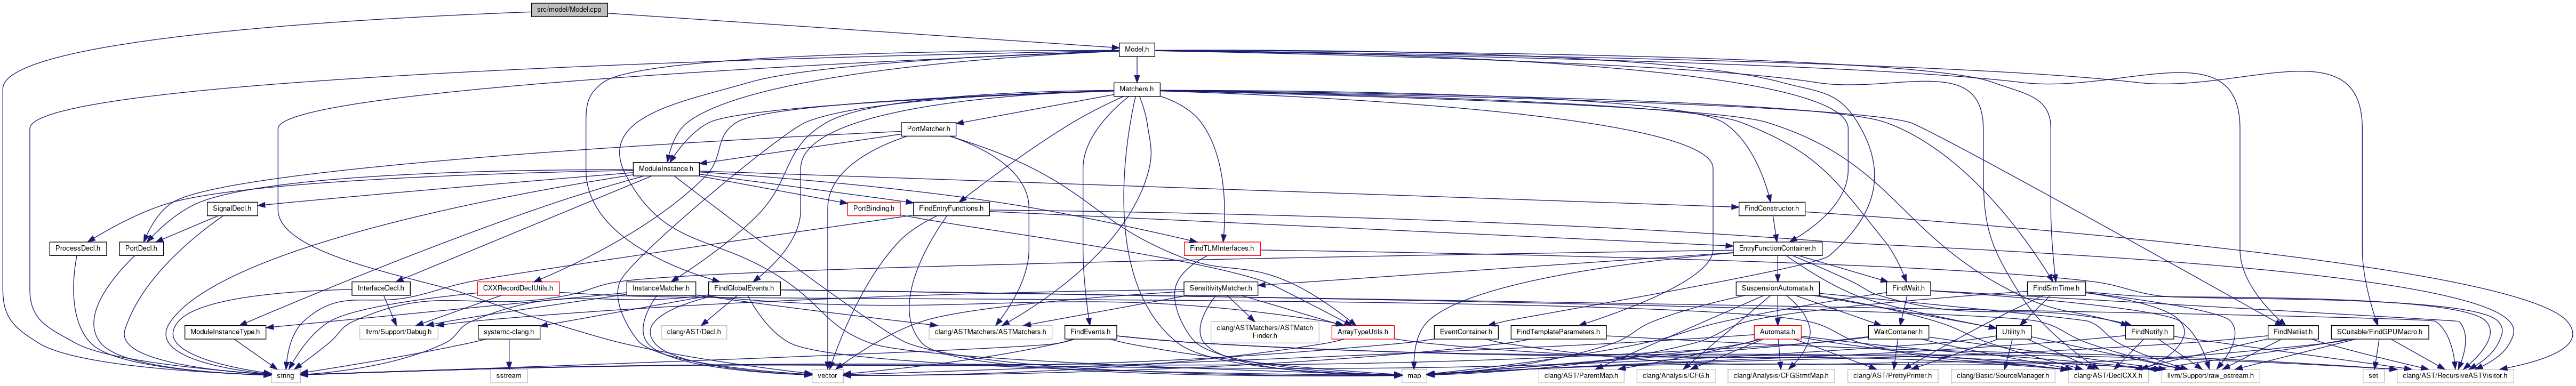 src/model/Model.cpp
Model.h
Matchers.h
PortMatcher.h
ModuleInstance.h
SignalDecl.h
PortBinding.h
FindEntryFunctions.h
FindConstructor.h
ProcessDecl.h
PortDecl.h
FindTLMInterfaces.h
EntryFunctionContainer.h
InterfaceDecl.h
CXXRecordDeclUtils.h
InstanceMatcher.h
FindGlobalEvents.h
SensitivityMatcher.h
SuspensionAutomata.h
FindWait.h
FindSimTime.h
ModuleInstanceType.h
llvm/Support/Debug.h
systemc-clang.h
clang/AST/Decl.h
clang/ASTMatchers/ASTMatchers.h
FindEvents.h
clang/ASTMatchers/ASTMatch
Finder.h
ArrayTypeUtils.h
EventContainer.h
FindTemplateParameters.h
Automata.h
WaitContainer.h
Utility.h
FindNotify.h
FindNetlist.h
SCuitable/FindGPUMacro.h
string
sstream
vector
map
clang/AST/ParentMap.h
clang/Analysis/CFG.h
clang/Analysis/CFGStmtMap.h
clang/AST/PrettyPrinter.h
clang/Basic/SourceManager.h
clang/AST/DeclCXX.h
llvm/Support/raw_ostream.h
set
clang/AST/RecursiveASTVisitor.h